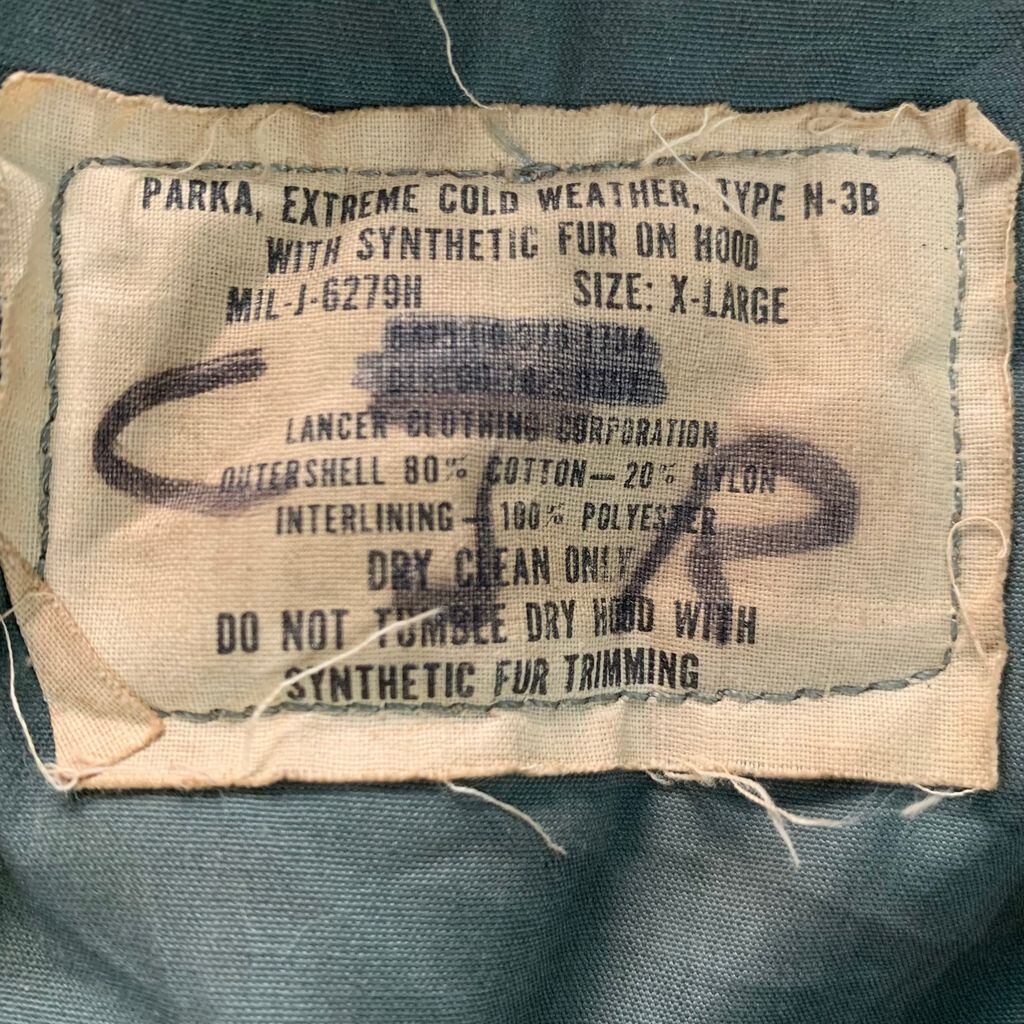 PARKA, EXTREME COLD WEATHER, TYPE N-3B
WITH SYNTHETIC FUR ON HOOD
MIL-J-6279H SIZE: X-LARGE
LANCER CLOTHING CORPORATION
OUTERSHELL 80% COTTON—20% NYLON
INTERLINING—100% POLYESTER
DRY CLEAN ONLY
DO NOT TUMBLE DRY HOOD WITH
SYNTHETIC FUR TRIMMING